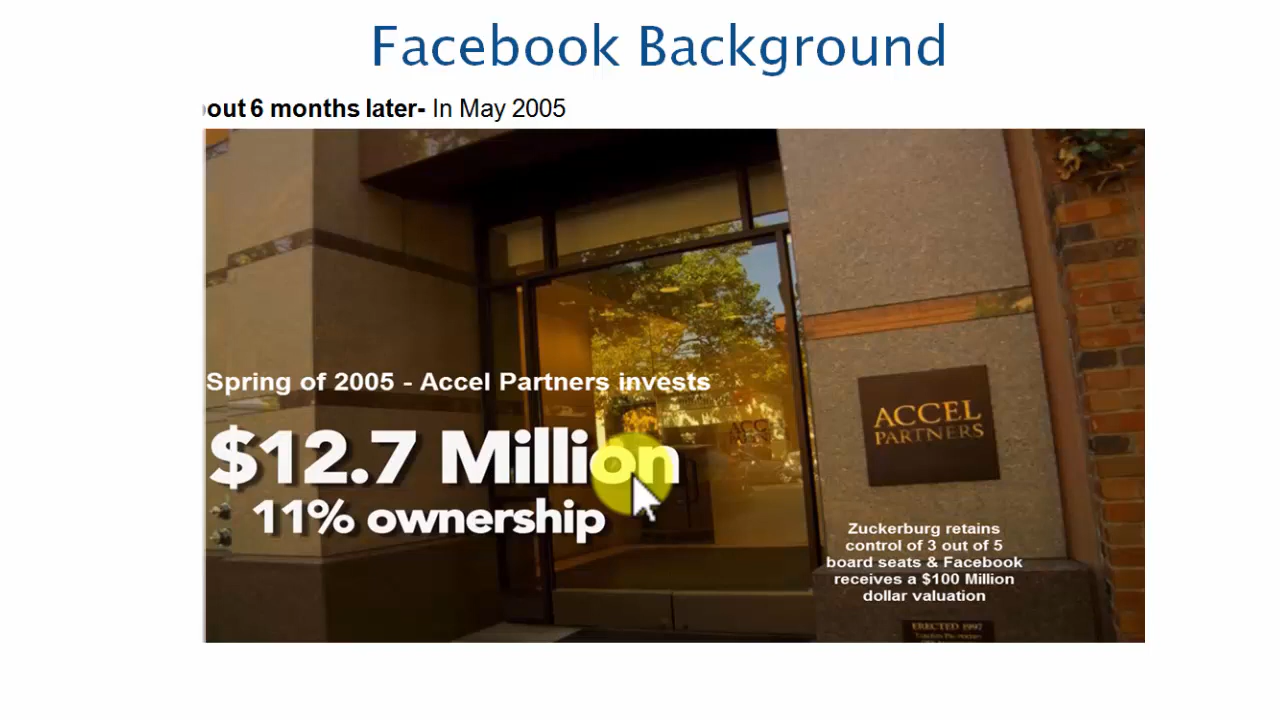 Facebook Background
out 6 months later- In May 2005
Spring of 2005 - Accel Partners invests
$12.7 Million
11% ownership
ACCEL
PARTNERS
Zuckerburg retains
control of 3 out of 5
board seats & Facebook
receives a $100 Million
dollar valuation
ERECTED 1997